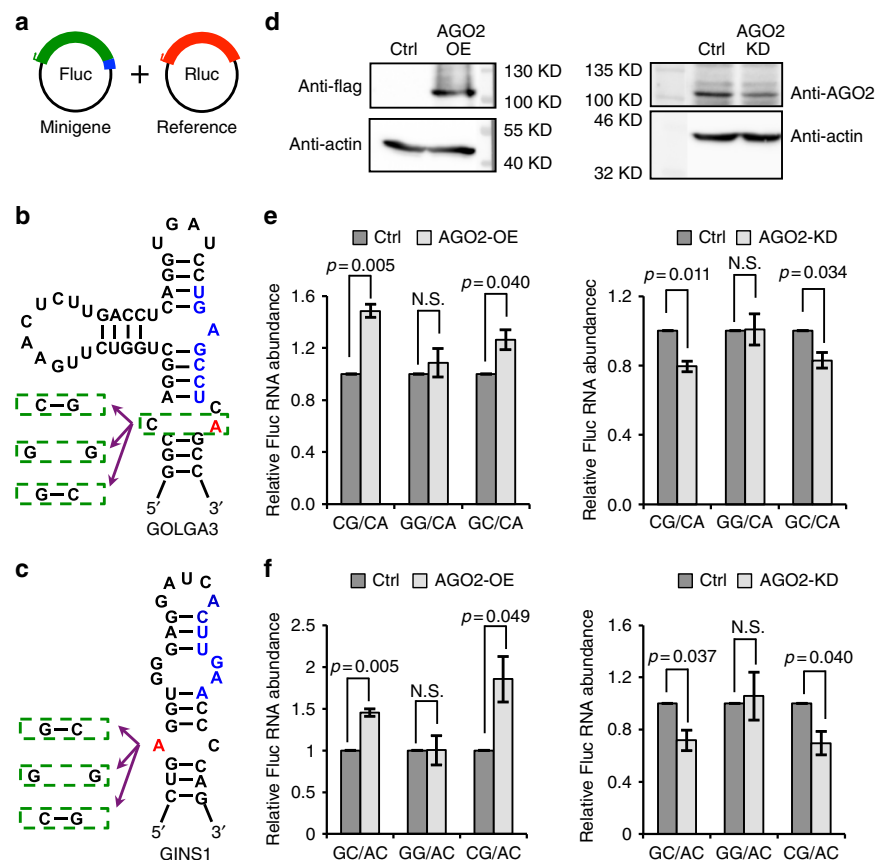 a
Fluc
Minigene
+
Rluc
Reference
d
Ctrl
AGO2
OE
Anti-flag
130 KD
100 KD
Anti-actin
55 KD
40 KD
Ctrl
AGO2
KD
135 KD
100 KD
Anti-AGO2
46 KD
Anti-actin
32 KD
b
G A
U U
G C
G C
A U
C G
A
U C U U G A C C U
C
A
A
G U U C U G G U
C G
G C
G C
A U
C
C A
C–G
G G
G–C
C G
G C
G C
5′ 3′
GOLGA3
c
U
A C
G A
G C
A U
G U
G G
G A
U A
G C
G C
A C
G–C
G G
C–G
G C
U A
C G
5′ 3′
GINS1
e
Ctrl AGO2-OE
p=0.005
N.S.
p=0.040
Relative Fluc RNA abundance
1.6
1.2
0.8
0.4
0.0
CG/CA GG/CA GC/CA
Ctrl AGO2-KD
p=0.011
N.S.
p=0.034
Relative Fluc RNA abundancec
1.2
0.8
0.4
0
CG/CA GG/CA GC/CA
f
Ctrl AGO2-OE
p=0.005
N.S.
p=0.049
Relative Fluc RNA abundance
2.5
2
1.5
1
0.5
0
GC/AC GG/AC CG/AC
Ctrl AGO2-KD
p=0.037
N.S.
p=0.040
Relative Fluc RNA abundance
1.6
1.2
0.8
0.4
0
GC/AC GG/AC CG/AC